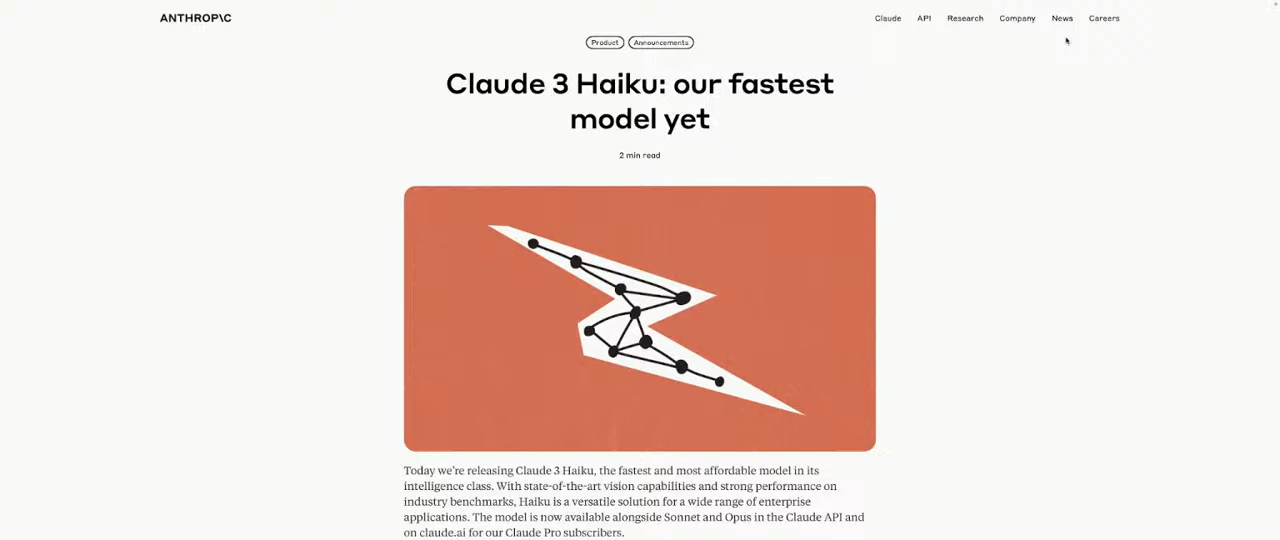 ANTHROP\C
Claude API Research Company News Careers
Product Announcements
Claude 3 Haiku: our fastest
model yet
2 min read
Today we're releasing Claude 3 Haiku, the fastest and most affordable model in its
intelligence class. With state-of-the-art vision capabilities and strong performance on
industry benchmarks, Haiku is a versatile solution for a wide range of enterprise
applications. The model is now available alongside Sonnet and Opus in the Claude API and
on claude.ai for our Claude Pro subscribers.